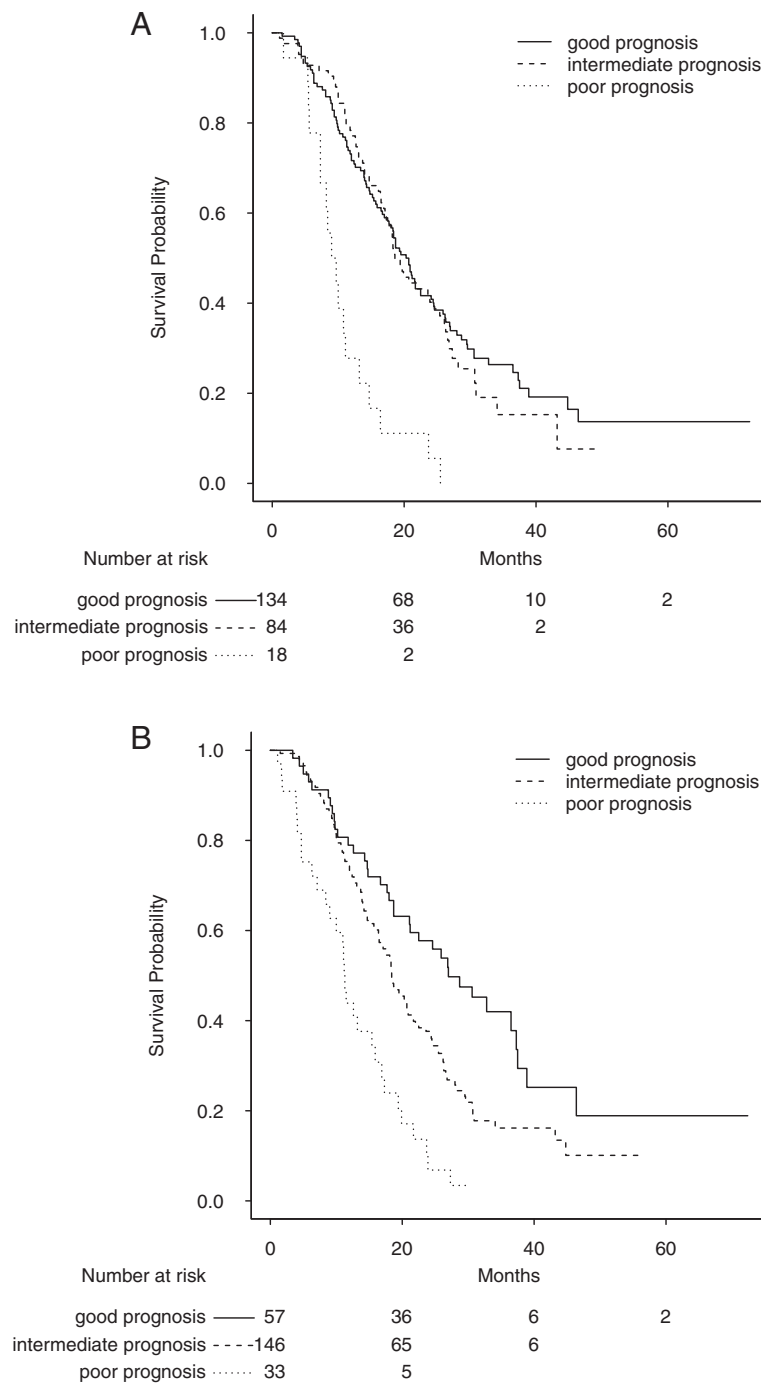 A
1.0
0.8
0.6
0.4
0.2
0.0
Survival Probability
good prognosis
intermediate prognosis
poor prognosis
0 20 40 60
Number at risk Months
good prognosis 134 68 10 2
intermediate prognosis 84 36 2
poor prognosis 18 2
B
1.0
0.8
0.6
0.4
0.2
0.0
Survival Probability
good prognosis
intermediate prognosis
poor prognosis
0 20 40 60
Number at risk Months
good prognosis 57 36 6 2
intermediate prognosis 146 65 6
poor prognosis 33 5